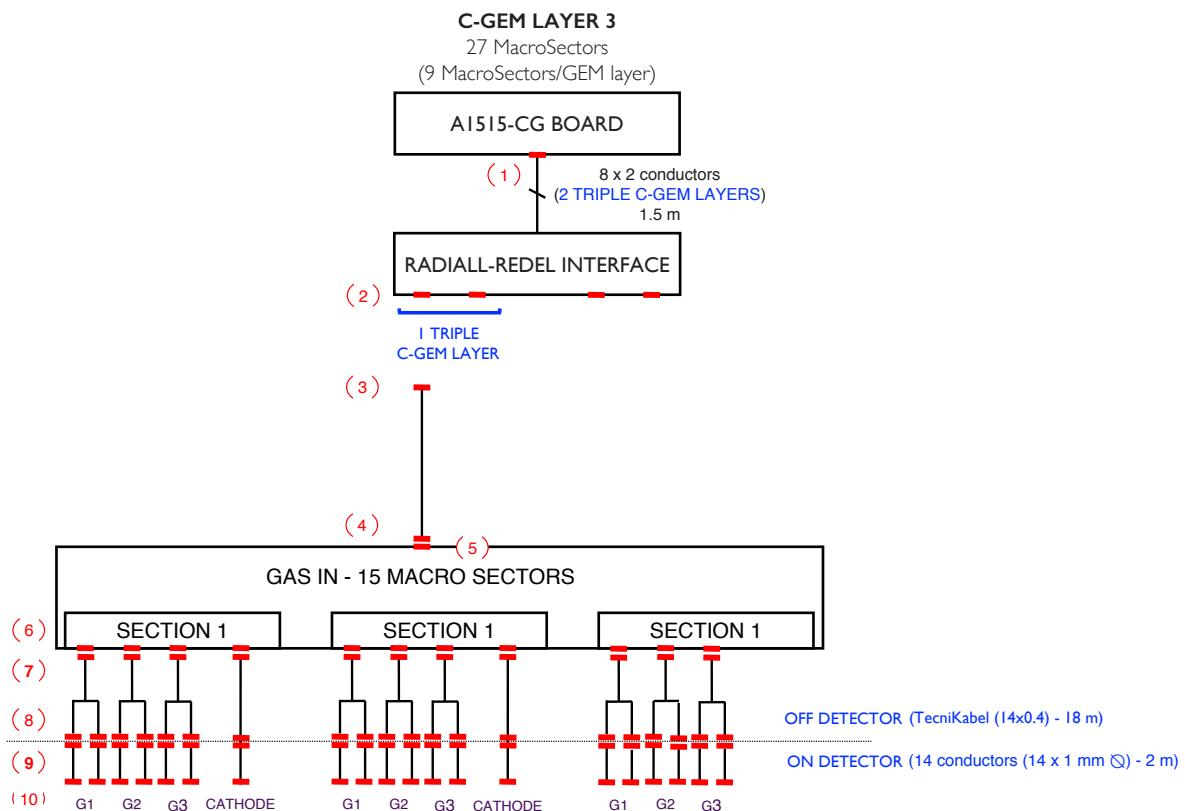 C-GEM LAYER 3
27 MacroSectors
(9 MacroSectors/GEM layer)
A1515-CG BOARD
(1)
8 x 2 conductors
(2 TRIPLE C-GEM LAYERS)
1.5 m
RADIALL-REDEL INTERFACE
(2)
1 TRIPLE
C-GEM LAYER
(3)
(4)
(5)
GAS IN - 15 MACRO SECTORS
(6)
SECTION 1 SECTION 1 SECTION 1
(7)
(8)
OFF DETECTOR (TecniKabel (14x0.4) - 18 m)
(9)
ON DETECTOR (14 conductors (14 x 1 mm ⦰) - 2 m)
(10)
G1 G2 G3 CATHODE G1 G2 G3 CATHODE G1 G2 G3